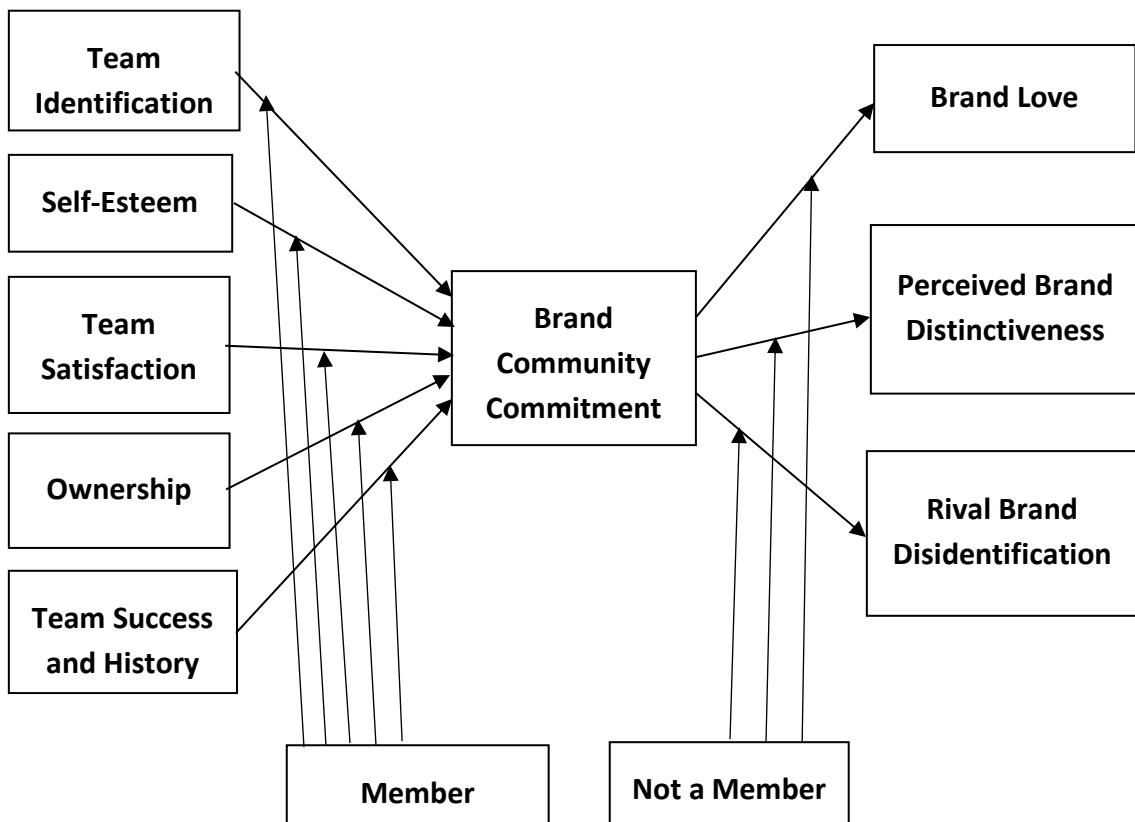 Team
Identification
Self-Esteem
Team
Satisfaction
Ownership
Team Success
and History
Brand
Community
Commitment
Brand Love
Perceived Brand
Distinctiveness
Rival Brand
Disidentification
Member
Not a Member